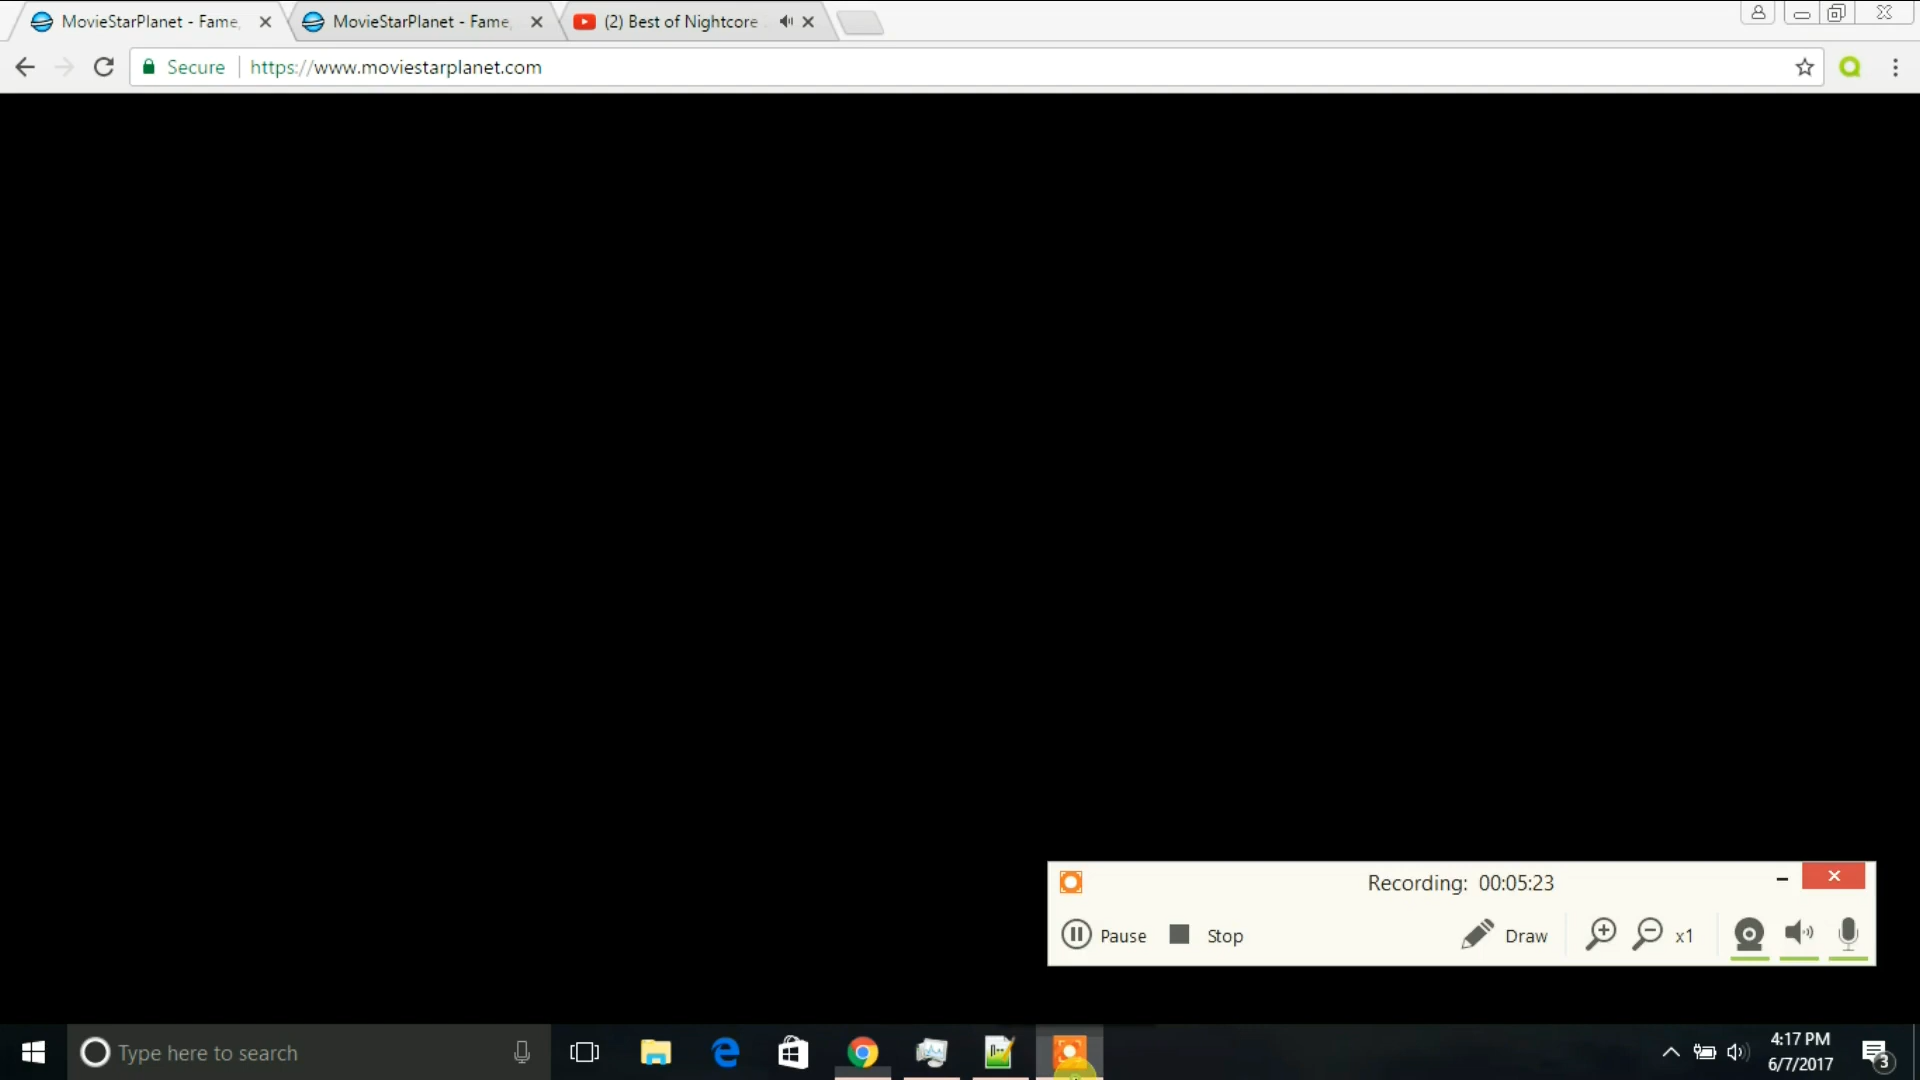 MovieStarPlanet - Fame,
MovieStarPlanet - Fame,
(2) Best of Nightcore
Secure
https://www.moviestarplanet.com
Recording: 00:05:23
Pause
Stop
Draw
x1
Type here to search
4:17 PM
6/7/2017
3